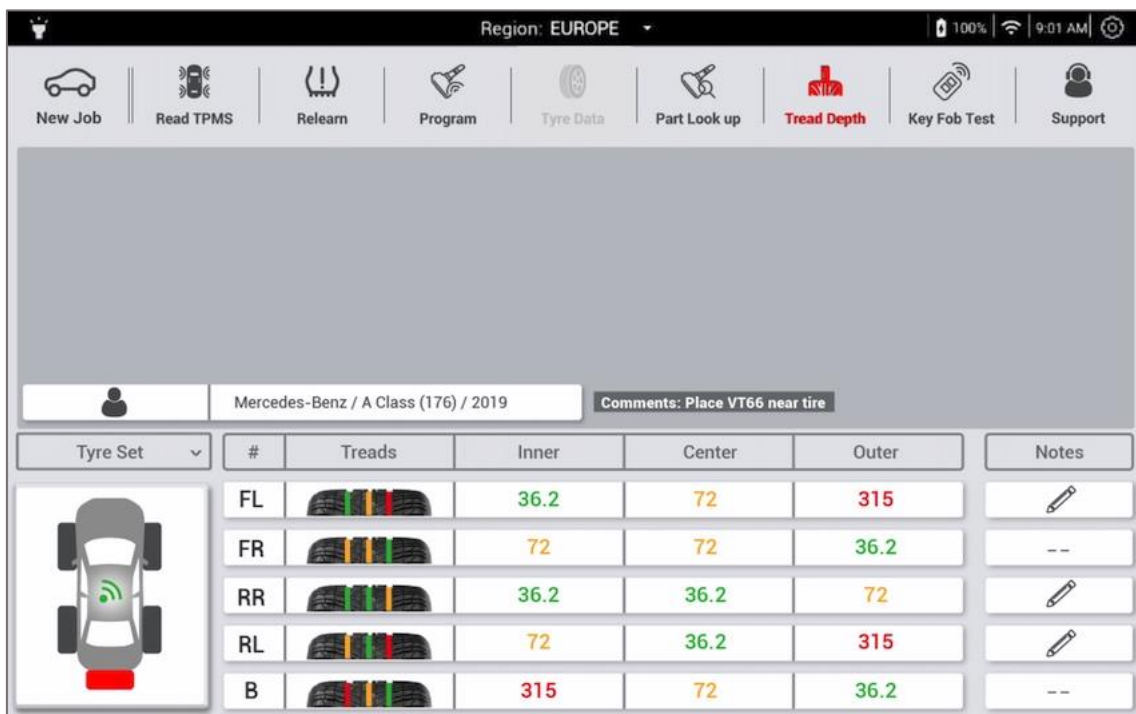 Region: EUROPE
100% 9:01 AM
New Job Read TPMS Relearn Program Tyre Data Part Look up Tread Depth Key Fob Test Support
Mercedes-Benz / A Class (176) / 2019 Comments: Place VT66 near tire
Tyre Set # Treads Inner Center Outer Notes
FL 36.2 72 315
FR 72 72 36.2 --
RR 36.2 36.2 72
RL 72 36.2 315
B 315 72 36.2 --